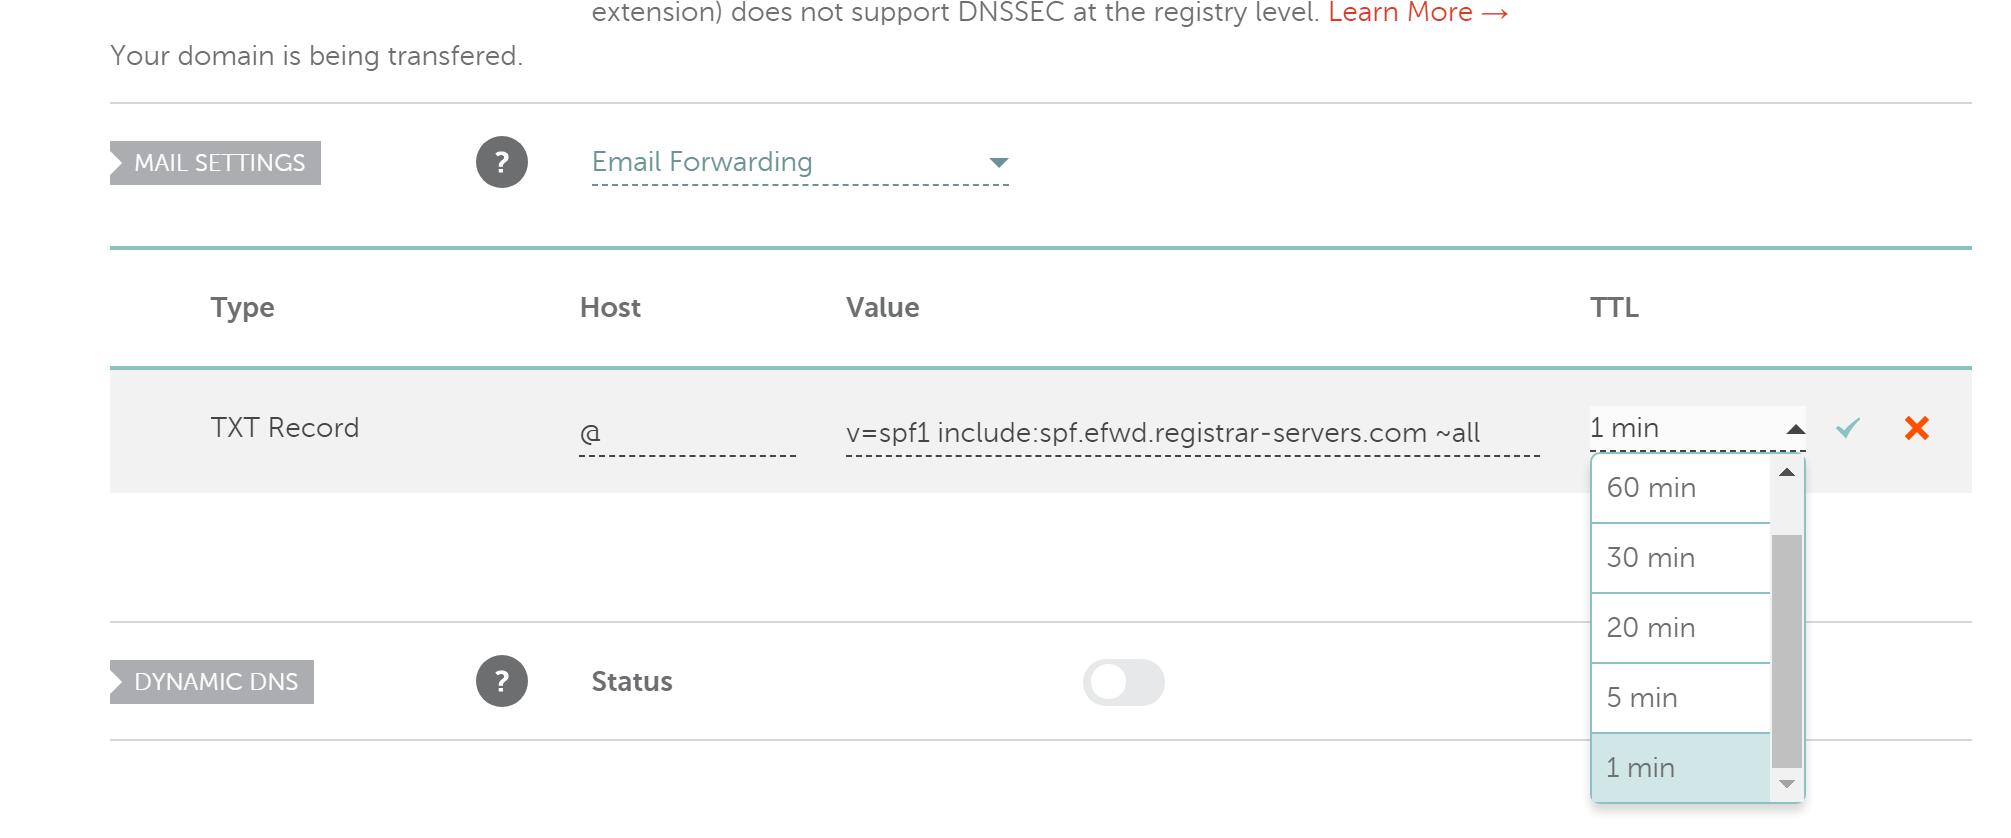 extension) does not support DNSSEC at the registry level. Learn More →
Your domain is being transfered.
MAIL SETTINGS ? Email Forwarding
Type Host Value TTL
TXT Record @ v=spf1 include:spf.efwd.registrar-servers.com ~all 1 min
60 min
30 min
20 min
DYNAMIC DNS ? Status
5 min
1 min